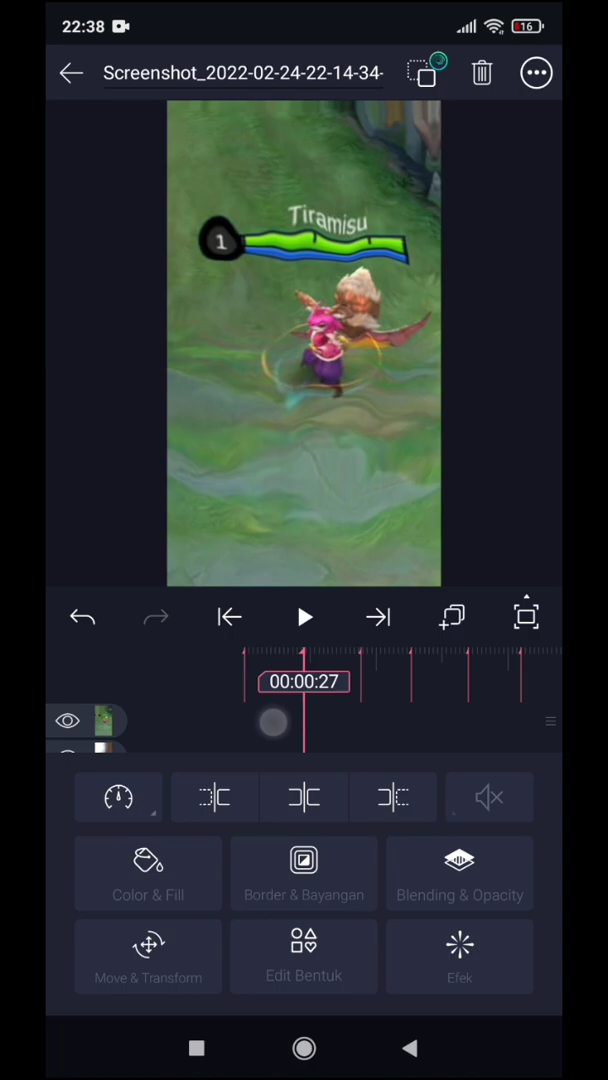 22:38
16
Screenshot_2022-02-24-22-14-34-
Tiramisu
1
00:00:27
Color & Fill
Border & Bayangan
Blending & Opacity
Move & Transform
Edit Bentuk
Efek